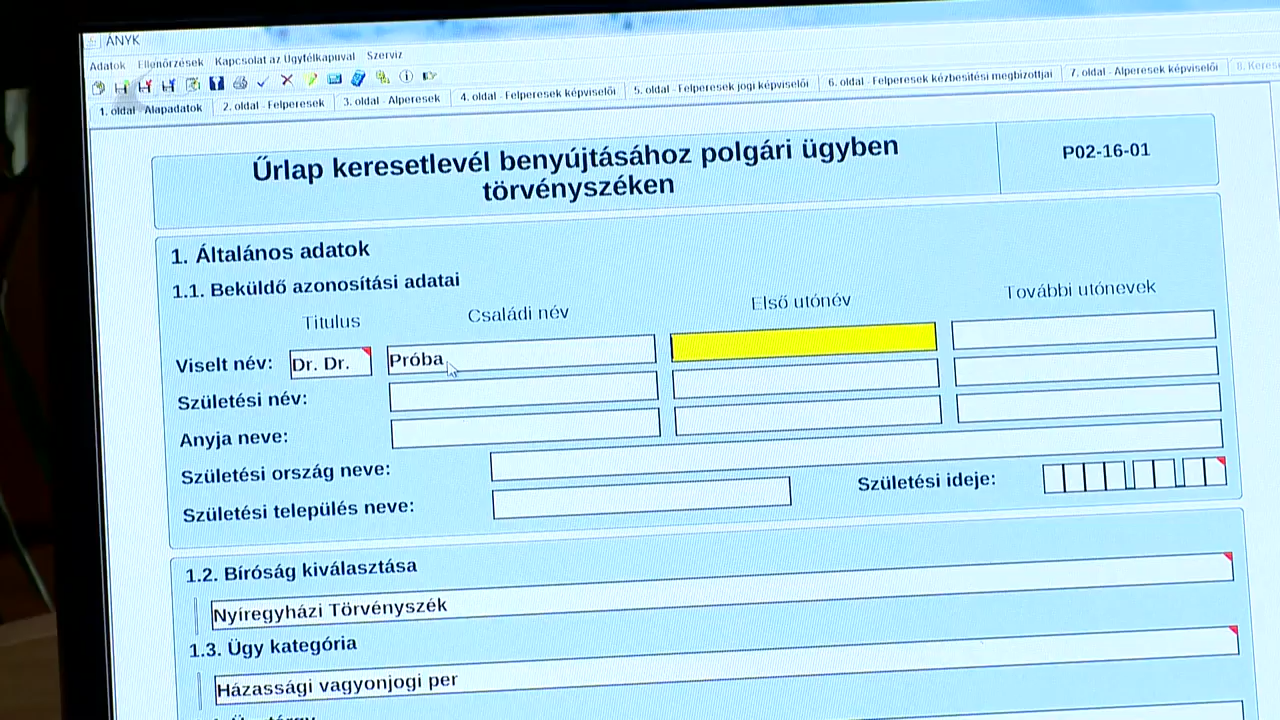 ÁNYK
Adatok Ellenőrzések Kapcsolat az Ügyfélkapuval Szerviz
1. oldal - Alapadatok 2. oldal - Felperesek 3. oldal - Alperesek 4. oldal - Felperesek képviselői 5. oldal - Felperesek jogi képviselői 6. oldal - Felperesek kézbesítési megbízottjai 7. oldal - Alperesek képviselői 8.
Űrlap keresetlevél benyújtásához polgári ügyben
törvényszéken
P02-16-01
1. Általános adatok
1.1. Beküldő azonosítási adatai
Titulus Családi név Első utónév További utónevek
Viselt név: Dr. Dr. Próba
Születési név:
Anyja neve:
Születési ország neve:
Születési település neve: Születési ideje:
1.2. Bíróság kiválasztása
Nyíregyházi Törvényszék
1.3. Ügy kategória
Házassági vagyonjogi per